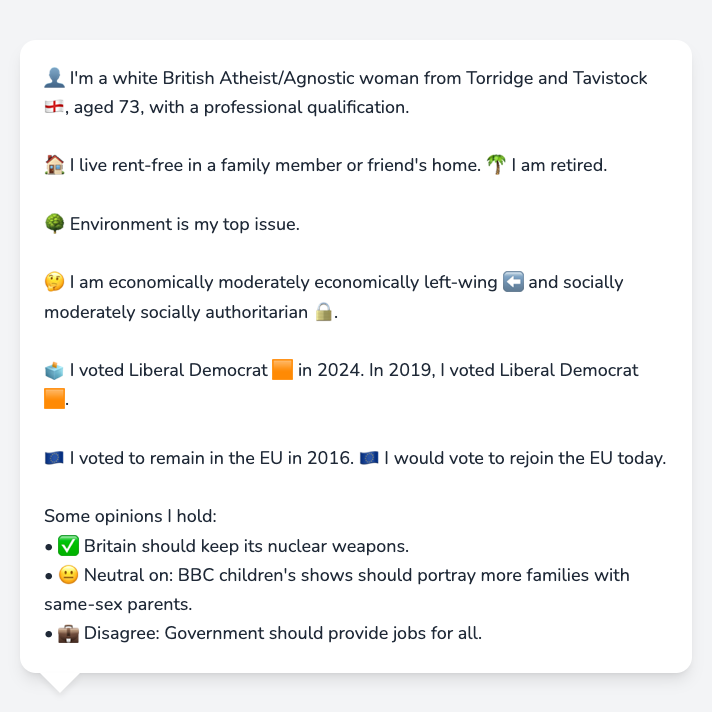 👤 I'm a white British Atheist/Agnostic woman from Torridge and Tavistock
🏴󠁧󠁢󠁥󠁮󠁧󠁿, aged 73, with a professional qualification.
🏠 I live rent-free in a family member or friend's home. 🌴 I am retired.
🌳 Environment is my top issue.
🤔 I am economically moderately economically left-wing ⬅️ and socially
moderately socially authoritarian 🔒.
🗳️ I voted Liberal Democrat 🟧 in 2024. In 2019, I voted Liberal Democrat
🟧.
🇪🇺 I voted to remain in the EU in 2016. 🇪🇺 I would vote to rejoin the EU today.
Some opinions I hold:
• ✅ Britain should keep its nuclear weapons.
• 😐 Neutral on: BBC children's shows should portray more families with
same-sex parents.
• 💼 Disagree: Government should provide jobs for all.